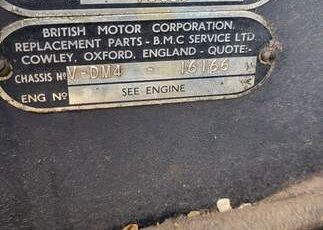 BRITISH MOTOR CORPORATION.
REPLACEMENT PARTS - B.M.C SERVICE LTD.
COWLEY, OXFORD, ENGLAND - QUOTE:-
CHASSIS Nº V-DM4 - 16166
ENG Nº SEE ENGINE